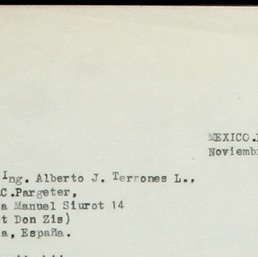 MEXICO.
Noviemb
Ing. Alberto J. Terrones L.,
C.Pargeter,
a Manuel Siurot 14
t Don Zis)
a, España.